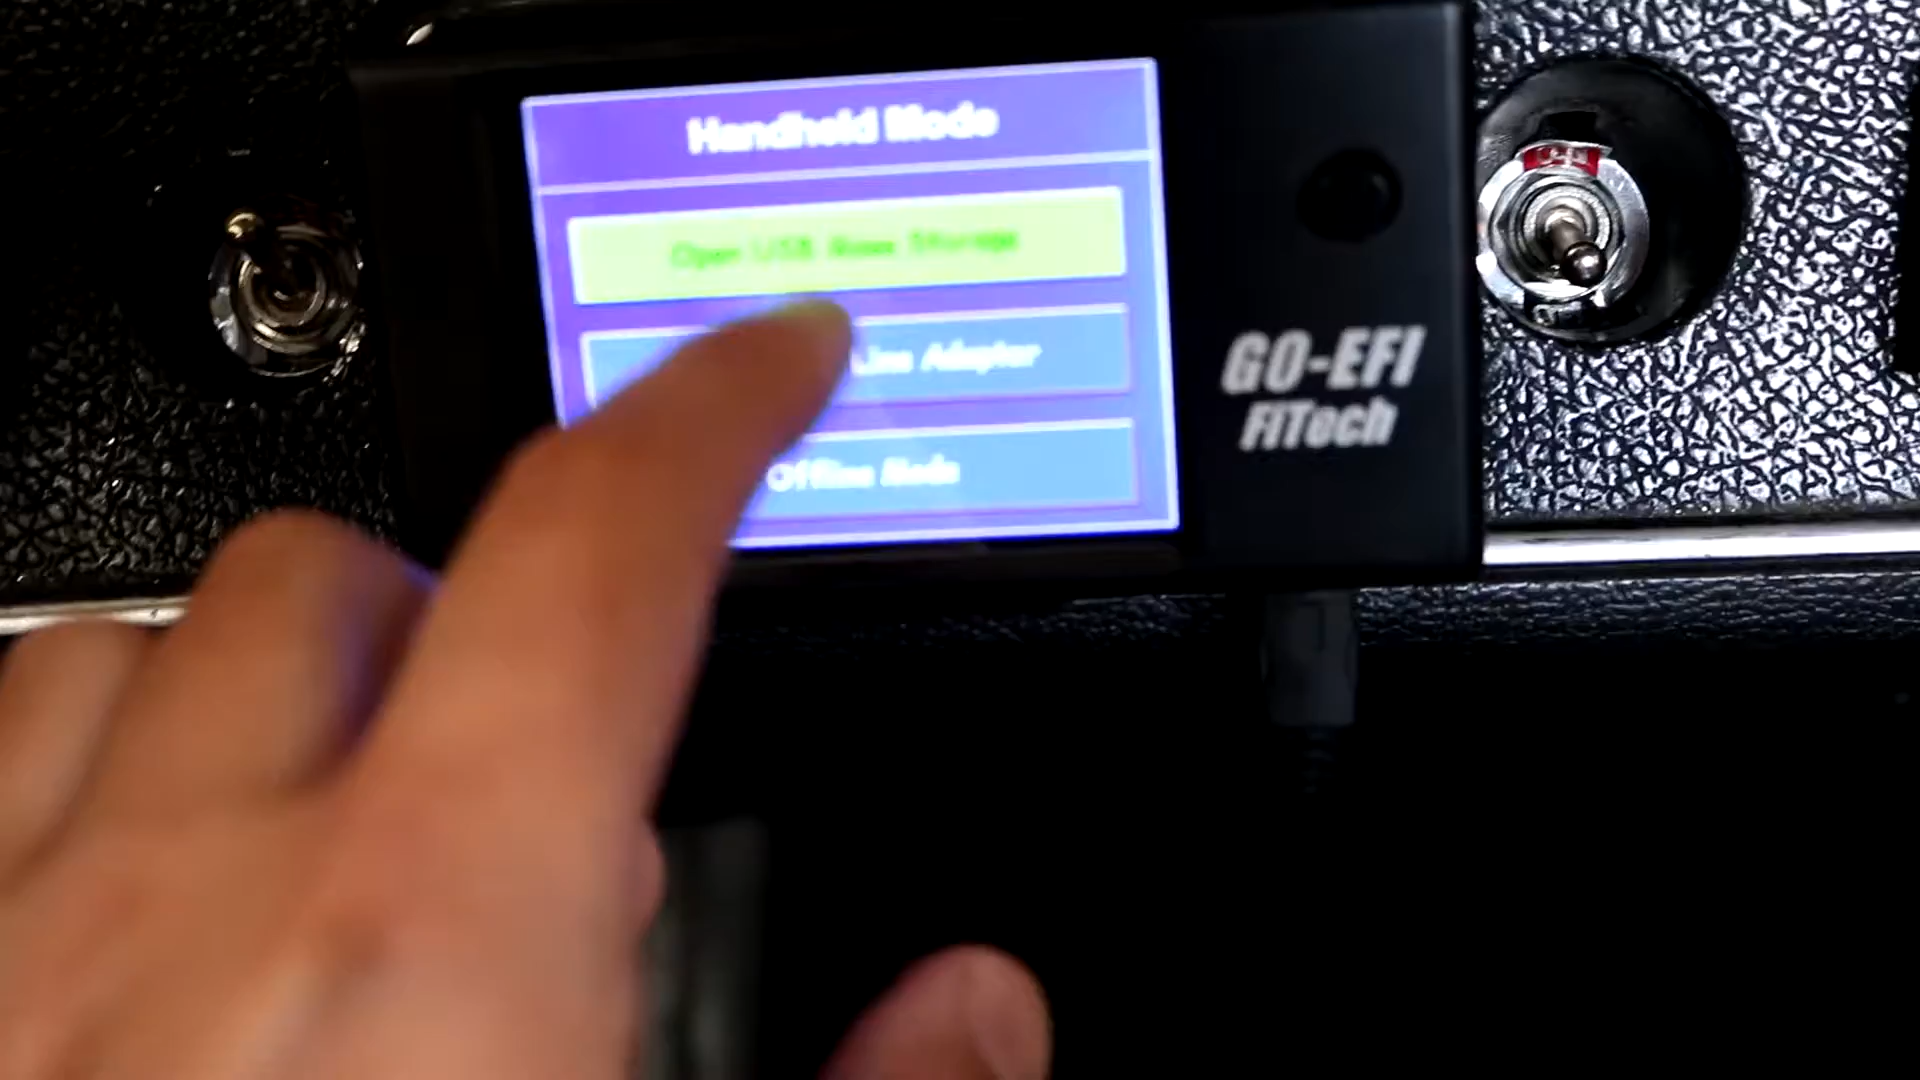 Handheld Mode
Open USB Mass Storage
Line Adapter
Offline Mode
GO-EFI
FiTech